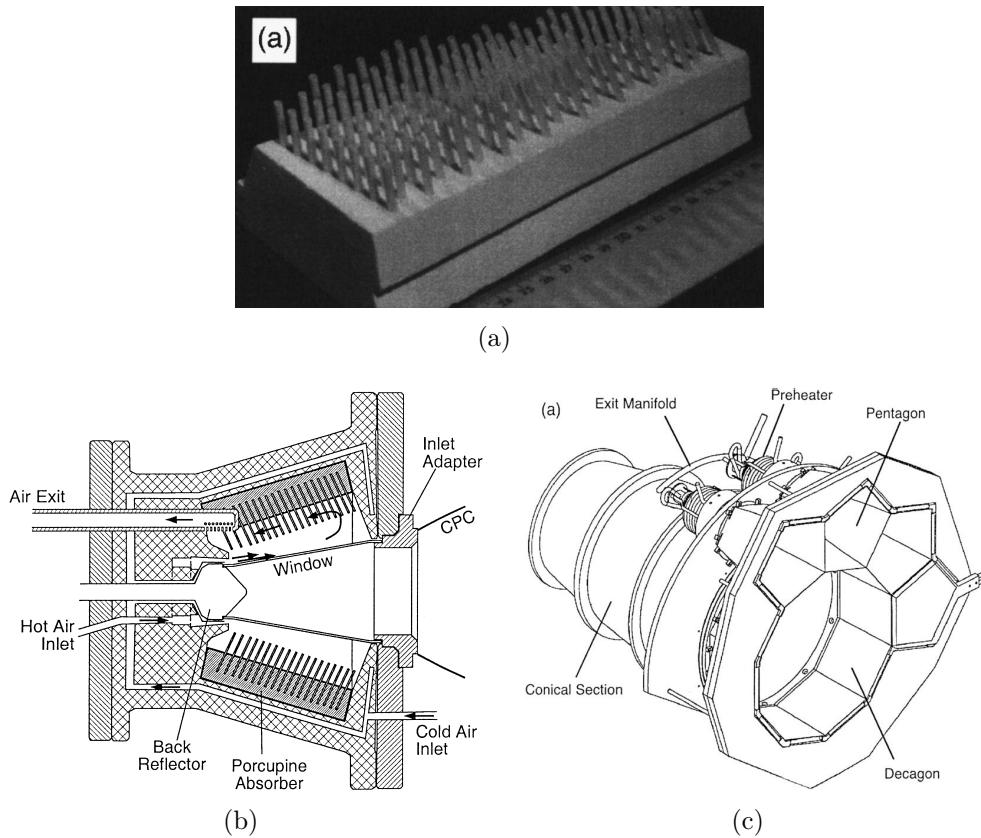 (a)
(a)
Inlet
Adapter
Air Exit
CPC
Window
Hot Air
Inlet
Back
Reflector
Porcupine
Absorber
Cold Air
Inlet
(b)
(a)
Exit Manifold
Preheater
Pentagon
Conical Section
Decagon
(c)